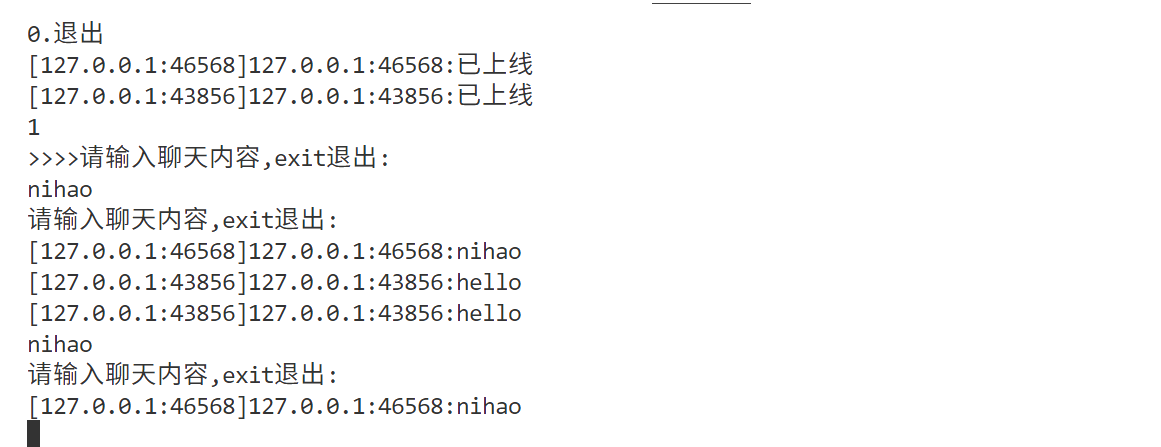 0.退出
[127.0.0.1:46568]127.0.0.1:46568:已上线
[127.0.0.1:43856]127.0.0.1:43856:已上线
1
>>>>请输入聊天内容,exit退出:
nihao
请输入聊天内容,exit退出:
[127.0.0.1:46568]127.0.0.1:46568:nihao
[127.0.0.1:43856]127.0.0.1:43856:hello
[127.0.0.1:43856]127.0.0.1:43856:hello
nihao
请输入聊天内容,exit退出:
[127.0.0.1:46568]127.0.0.1:46568:nihao